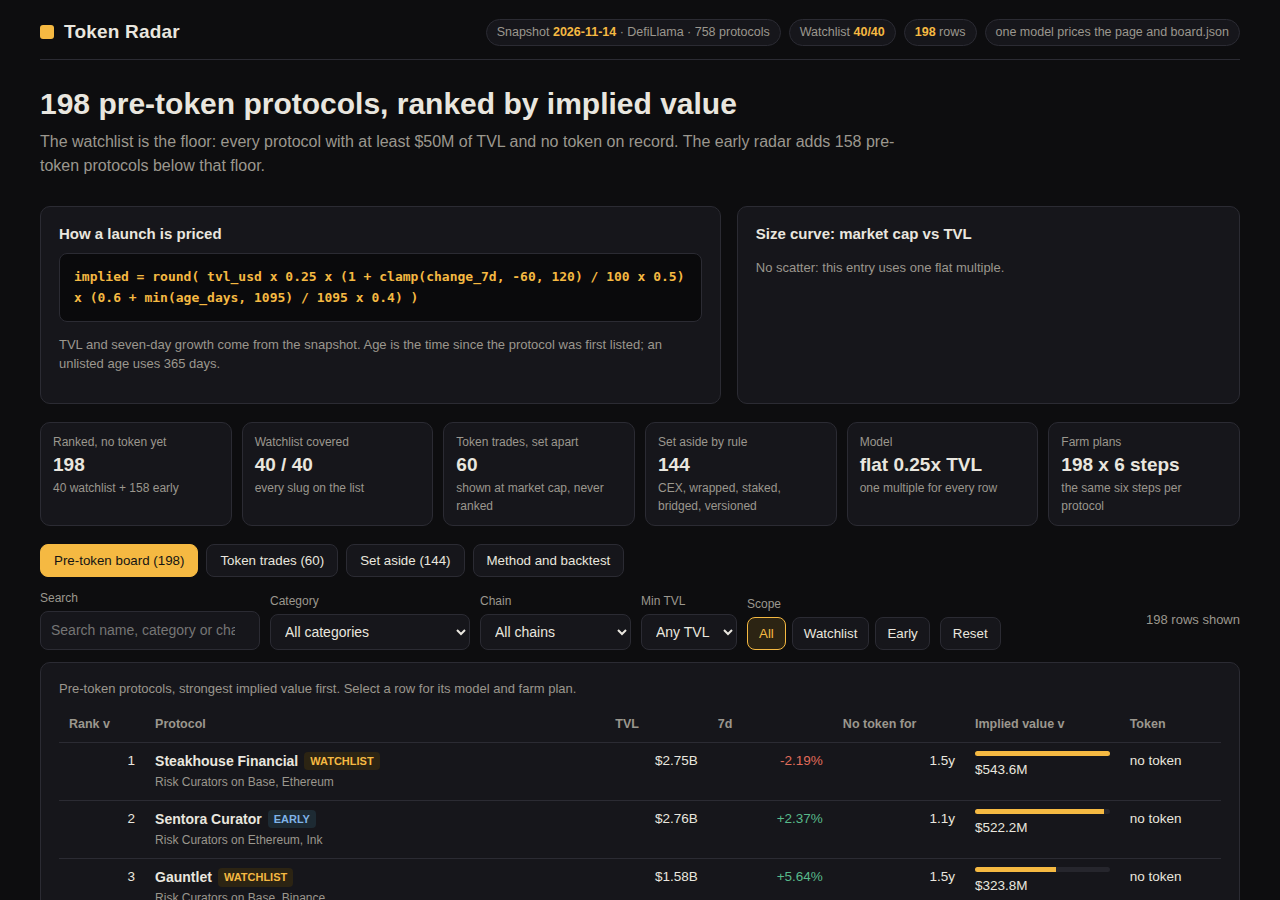 Token Radar
Snapshot 2026-11-14 · DefiLlama · 758 protocols
Watchlist 40/40
198 rows
one model prices the page and board.json
198 pre-token protocols, ranked by implied value
The watchlist is the floor: every protocol with at least $50M of TVL and no token on record. The early radar adds 158 pre-
token protocols below that floor.
How a launch is priced
implied = round( tvl_usd x 0.25 x (1 + clamp(change_7d, -60, 120) / 100 x 0.5)
x (0.6 + min(age_days, 1095) / 1095 x 0.4) )
TVL and seven-day growth come from the snapshot. Age is the time since the protocol was first listed; an
unlisted age uses 365 days.
Size curve: market cap vs TVL
No scatter: this entry uses one flat multiple.
Ranked, no token yet
198
40 watchlist + 158 early
Watchlist covered
40 / 40
every slug on the list
Token trades, set apart
60
shown at market cap, never
ranked
Set aside by rule
144
CEX, wrapped, staked,
bridged, versioned
Model
flat 0.25x TVL
one multiple for every row
Farm plans
198 x 6 steps
the same six steps per
protocol
Pre-token board (198)
Token trades (60)
Set aside (144)
Method and backtest
Search
Search name, category or cha
Category
All categories
Chain
All chains
Min TVL
Any TVL
Scope
All
Watchlist
Early
Reset
198 rows shown
Pre-token protocols, strongest implied value first. Select a row for its model and farm plan.
Rank v Protocol TVL 7d No token for Implied value v Token
1 Steakhouse Financial WATCHLIST $2.75B -2.19% 1.5y $543.6M no token
Risk Curators on Base, Ethereum
2 Sentora Curator EARLY $2.76B +2.37% 1.1y $522.2M no token
Risk Curators on Ethereum, Ink
3 Gauntlet WATCHLIST $1.58B +5.64% 1.5y $323.8M no token
Risk Curators on Base, Binance